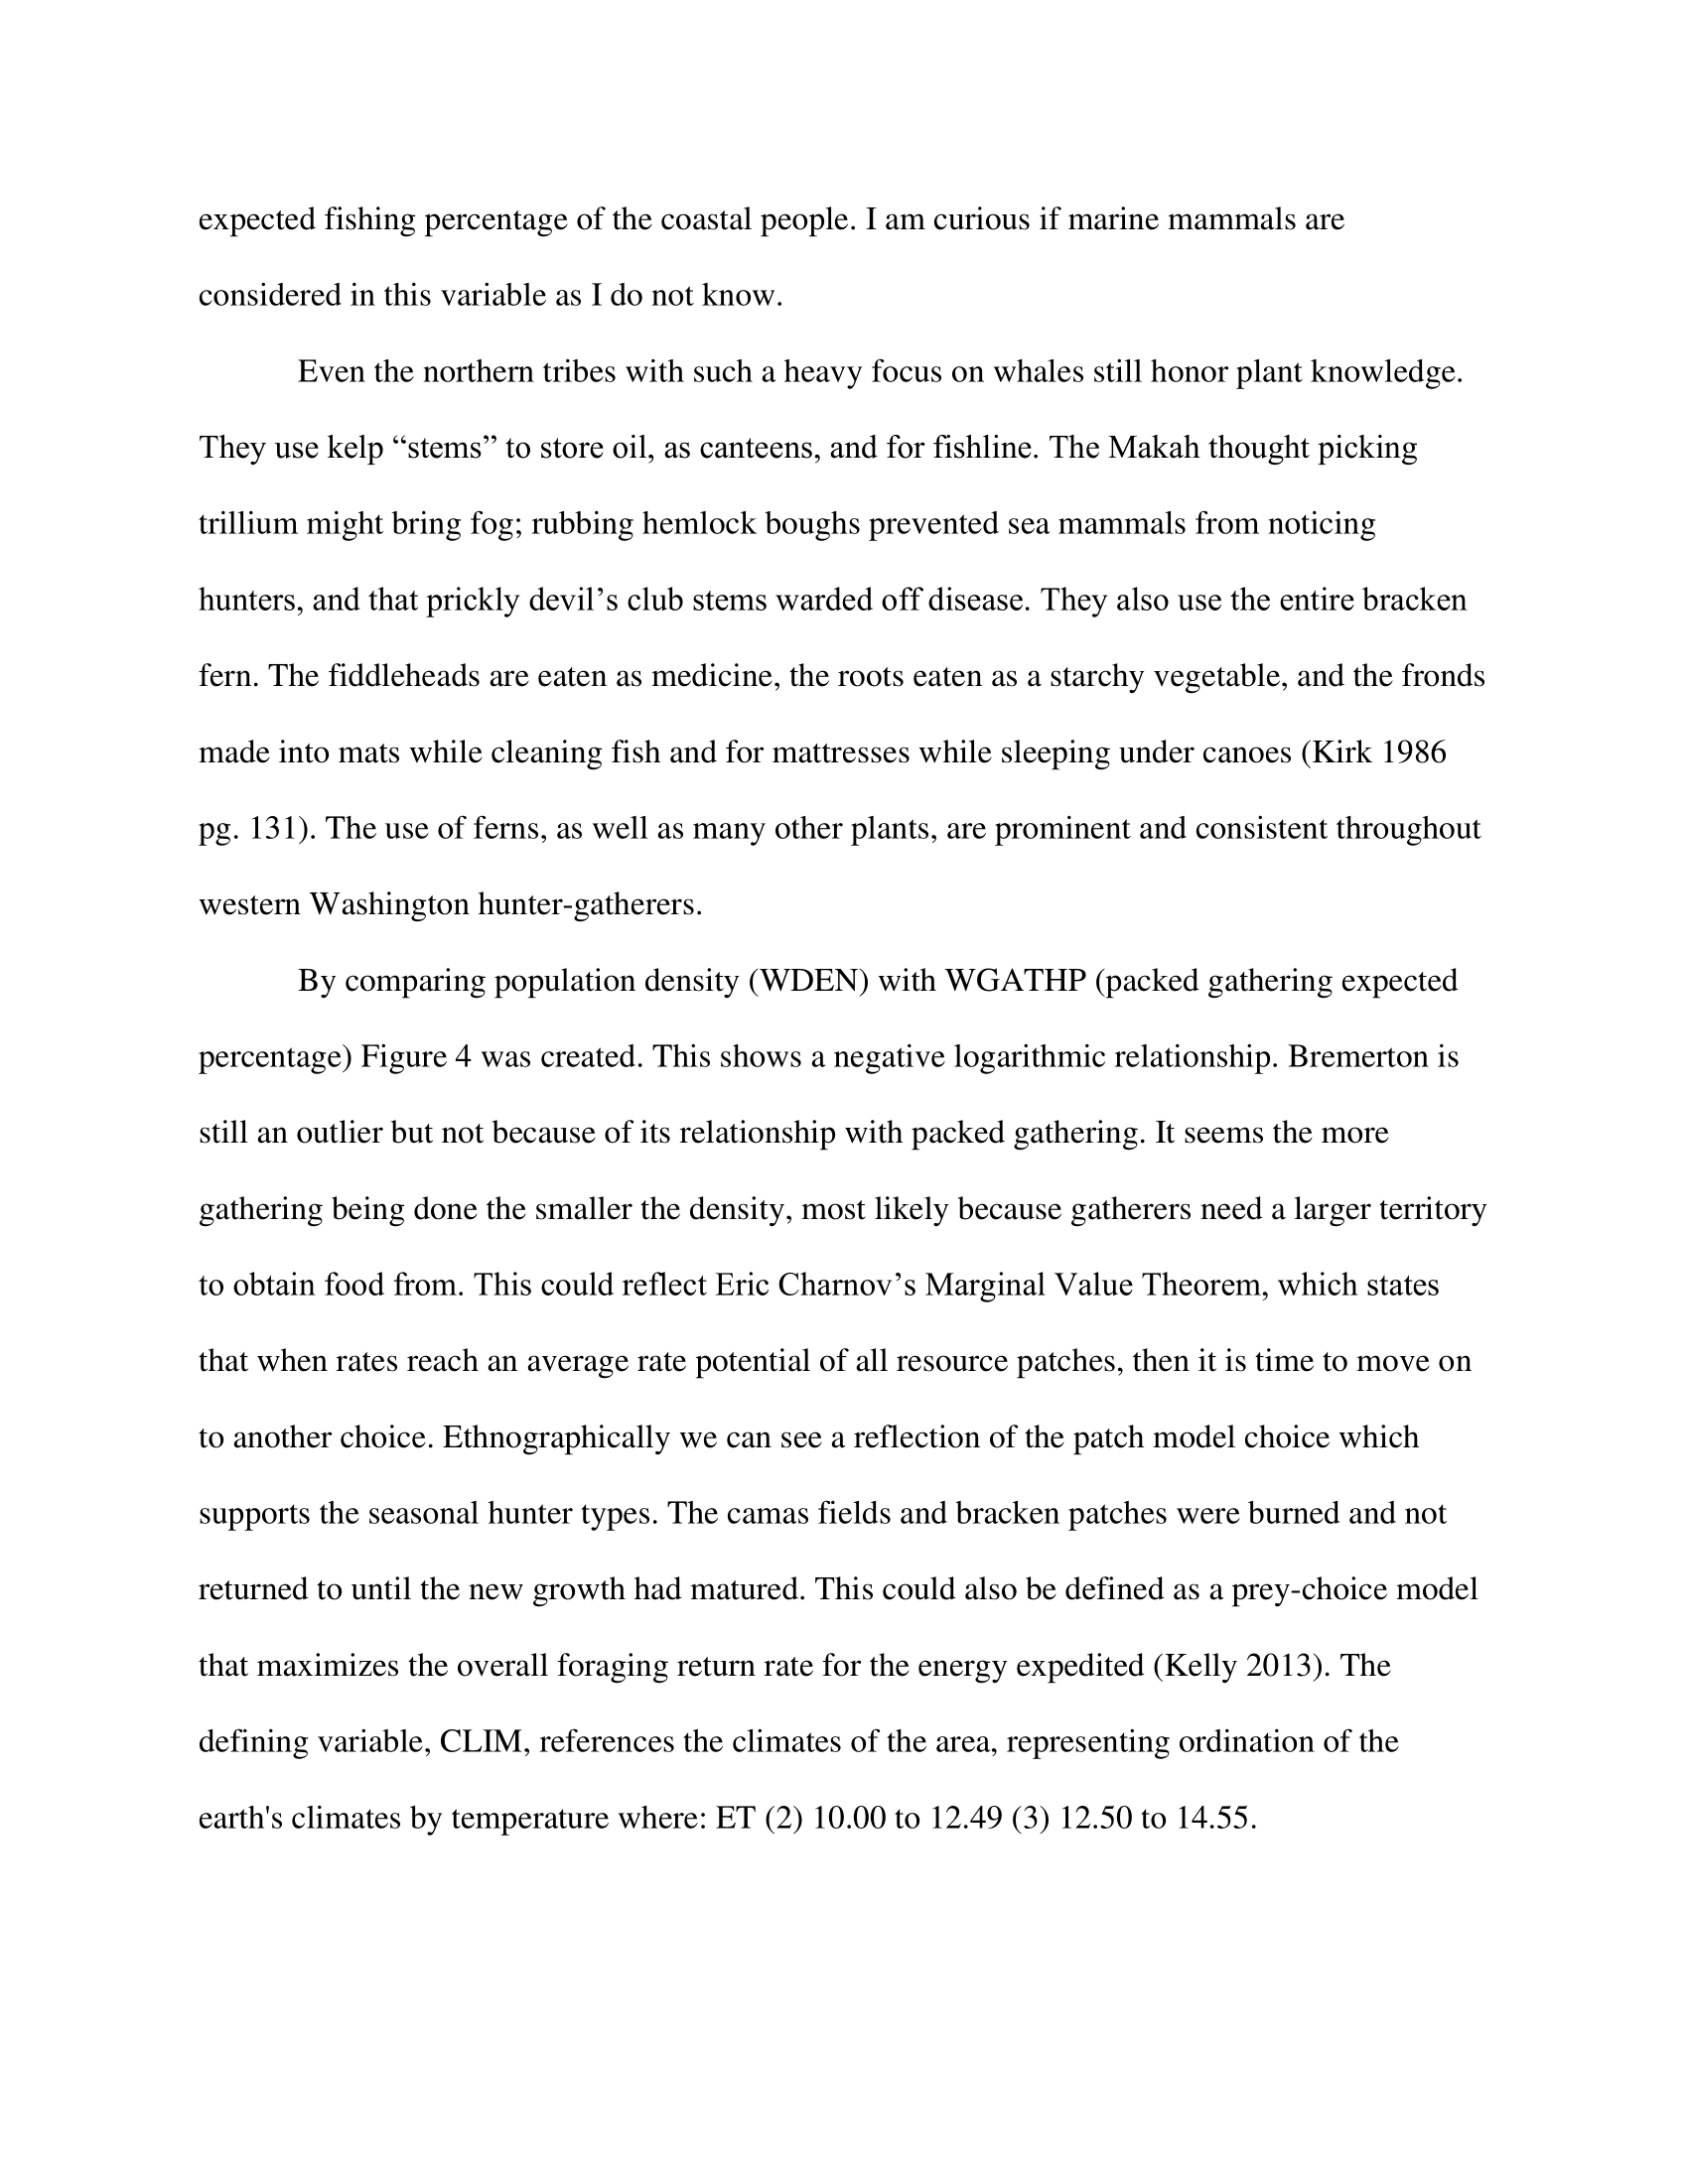 expected fishing percentage of the coastal people. I am curious if marine mammals are
considered in this variable as I do not know.
Even the northern tribes with such a heavy focus on whales still honor plant knowledge.
They use kelp “stems” to store oil, as canteens, and for fishline. The Makah thought picking
trillium might bring fog; rubbing hemlock boughs prevented sea mammals from noticing
hunters, and that prickly devil’s club stems warded off disease. They also use the entire bracken
fern. The fiddleheads are eaten as medicine, the roots eaten as a starchy vegetable, and the fronds
made into mats while cleaning fish and for mattresses while sleeping under canoes (Kirk 1986
pg. 131). The use of ferns, as well as many other plants, are prominent and consistent throughout
western Washington hunter-gatherers.
By comparing population density (WDEN) with WGATHP (packed gathering expected
percentage) Figure 4 was created. This shows a negative logarithmic relationship. Bremerton is
still an outlier but not because of its relationship with packed gathering. It seems the more
gathering being done the smaller the density, most likely because gatherers need a larger territory
to obtain food from. This could reflect Eric Charnov’s Marginal Value Theorem, which states
that when rates reach an average rate potential of all resource patches, then it is time to move on
to another choice. Ethnographically we can see a reflection of the patch model choice which
supports the seasonal hunter types. The camas fields and bracken patches were burned and not
returned to until the new growth had matured. This could also be defined as a prey-choice model
that maximizes the overall foraging return rate for the energy expedited (Kelly 2013). The
defining variable, CLIM, references the climates of the area, representing ordination of the
earth's climates by temperature where: ET (2) 10.00 to 12.49 (3) 12.50 to 14.55.